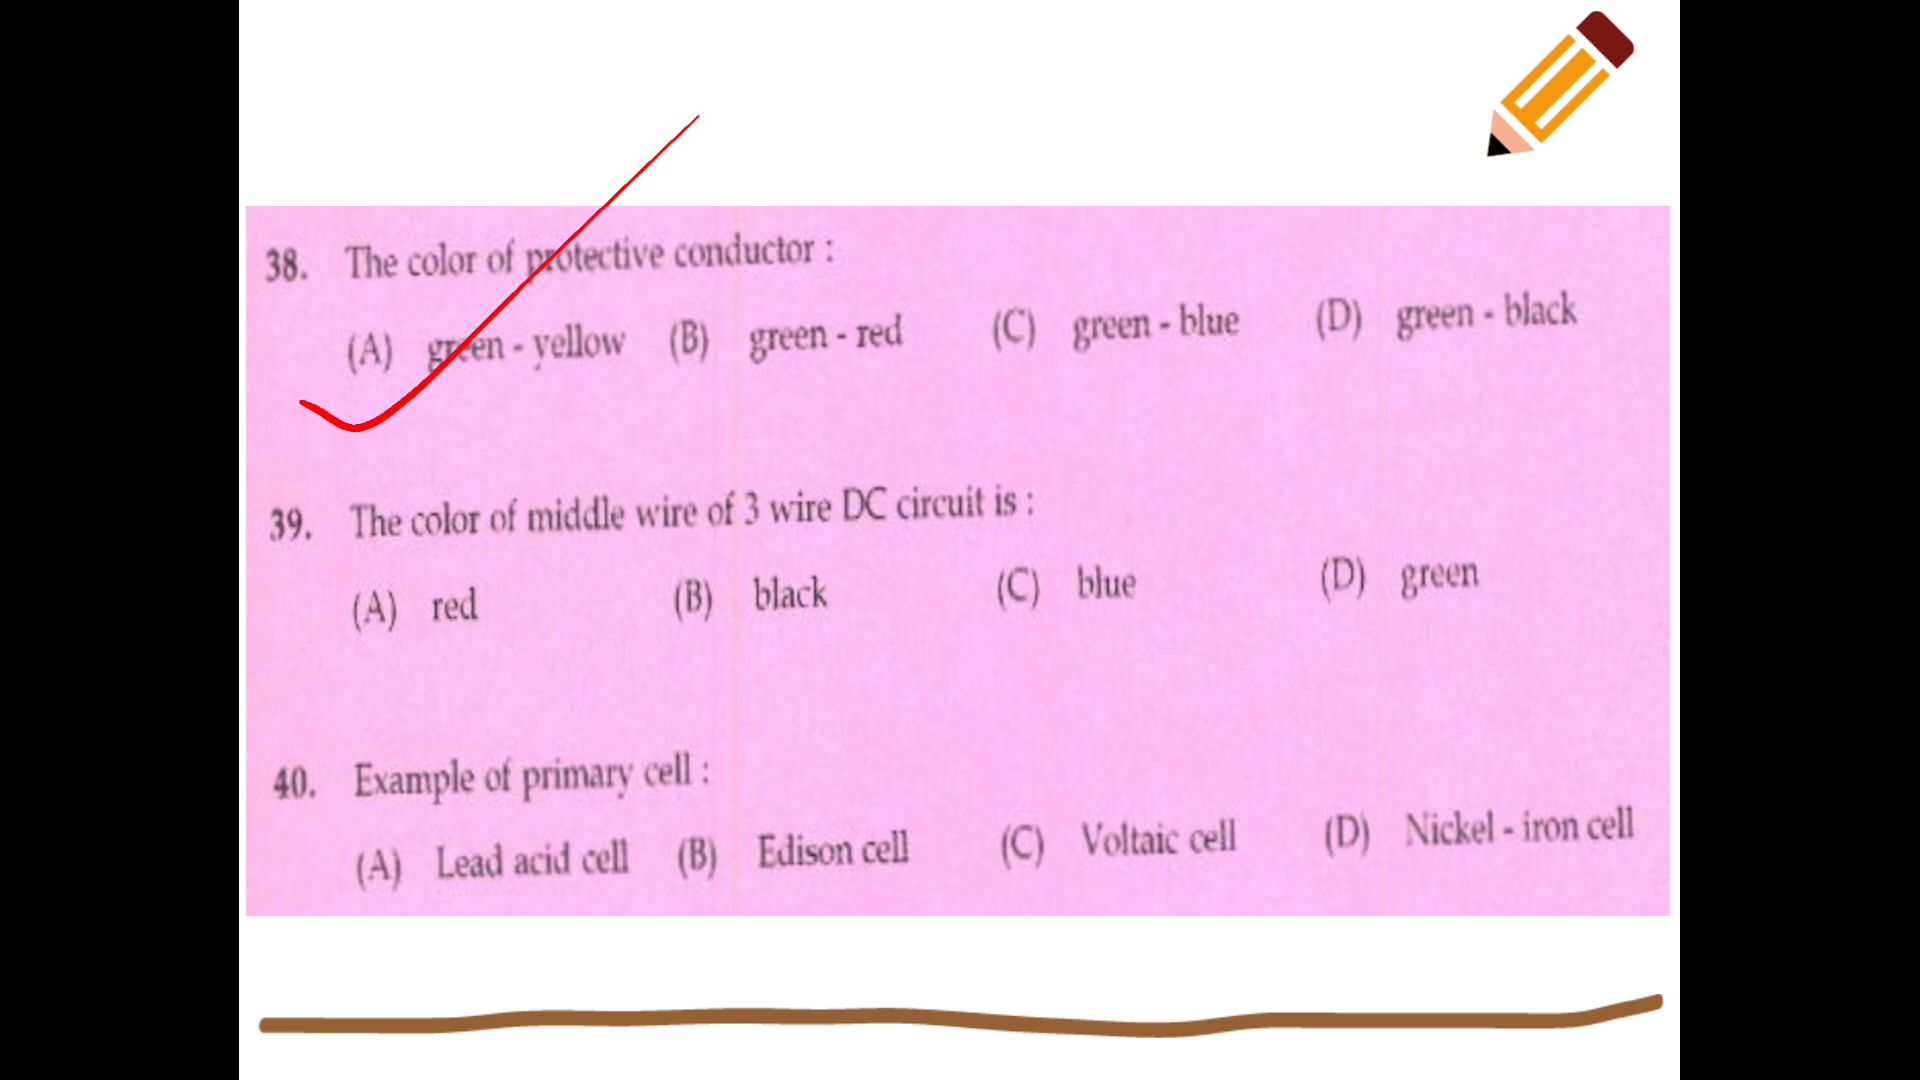 38. The color of protective conductor :
(A) green - yellow (B) green - red (C) green - blue (D) green - black
39. The color of middle wire of 3 wire DC circuit is :
(A) red (B) black (C) blue (D) green
40. Example of primary cell :
(A) Lead acid cell (B) Edison cell (C) Voltaic cell (D) Nickel - iron cell